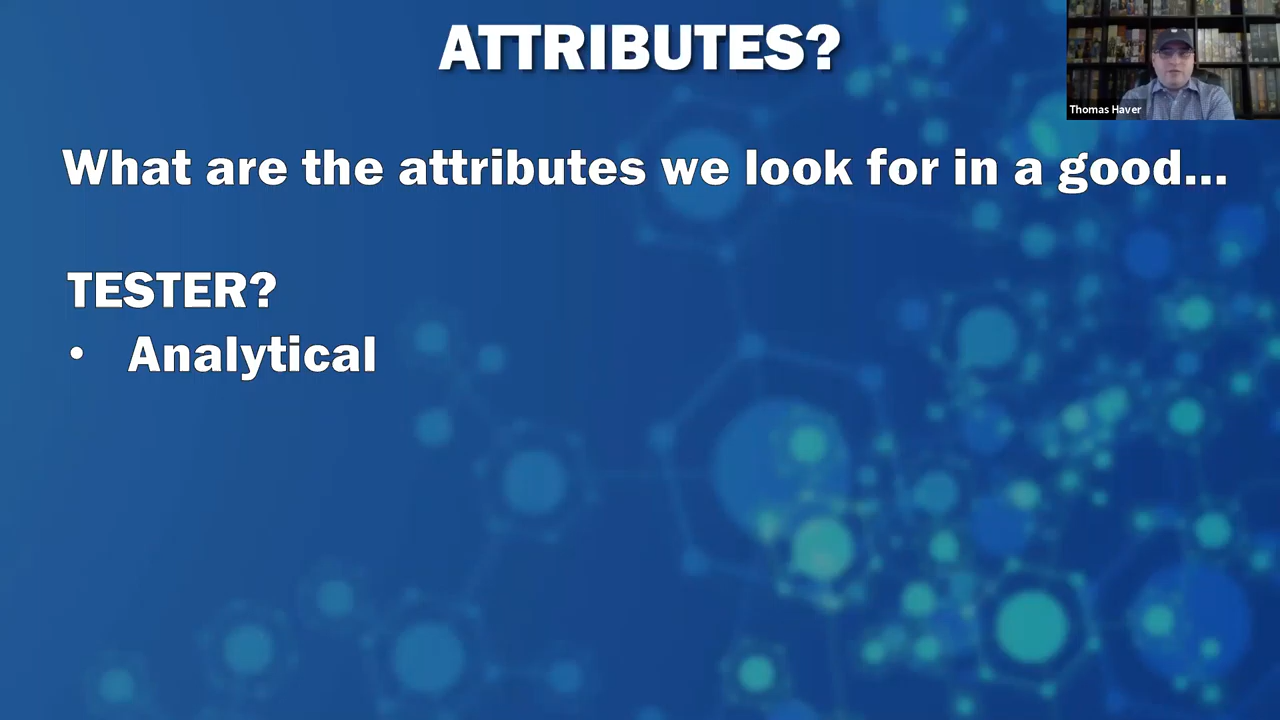 ATTRIBUTES?
Thomas Haver
What are the attributes we look for in a good...
TESTER?
• Analytical